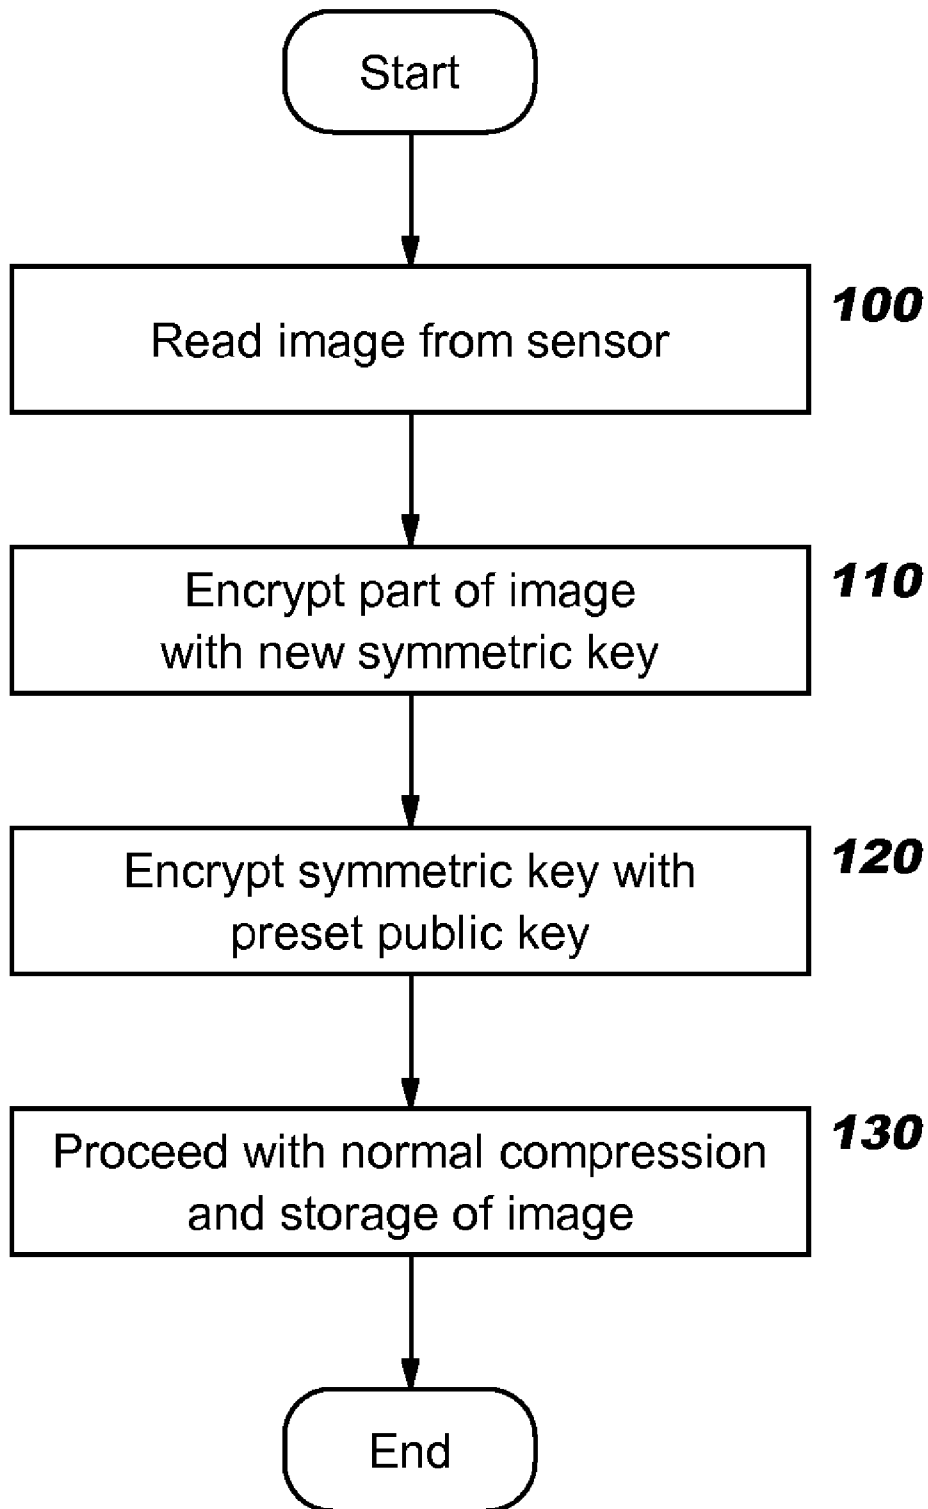 Start
Read image from sensor
100
Encrypt part of image
with new symmetric key
110
Encrypt symmetric key with
preset public key
120
Proceed with normal compression
and storage of image
130
End